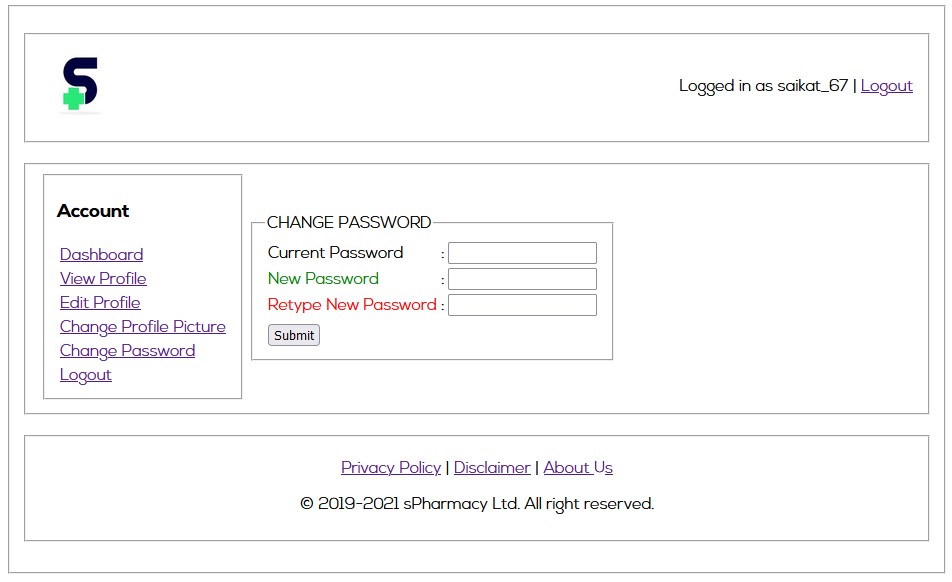 S
Logged in as saikat_67 | Logout
Account
Dashboard
View Profile
Edit Profile
Change Profile Picture
Change Password
Logout
CHANGE PASSWORD
Current Password :
New Password :
Retype New Password :
Submit
Privacy Policy | Disclaimer | About Us
© 2019-2021 sPharmacy Ltd. All right reserved.